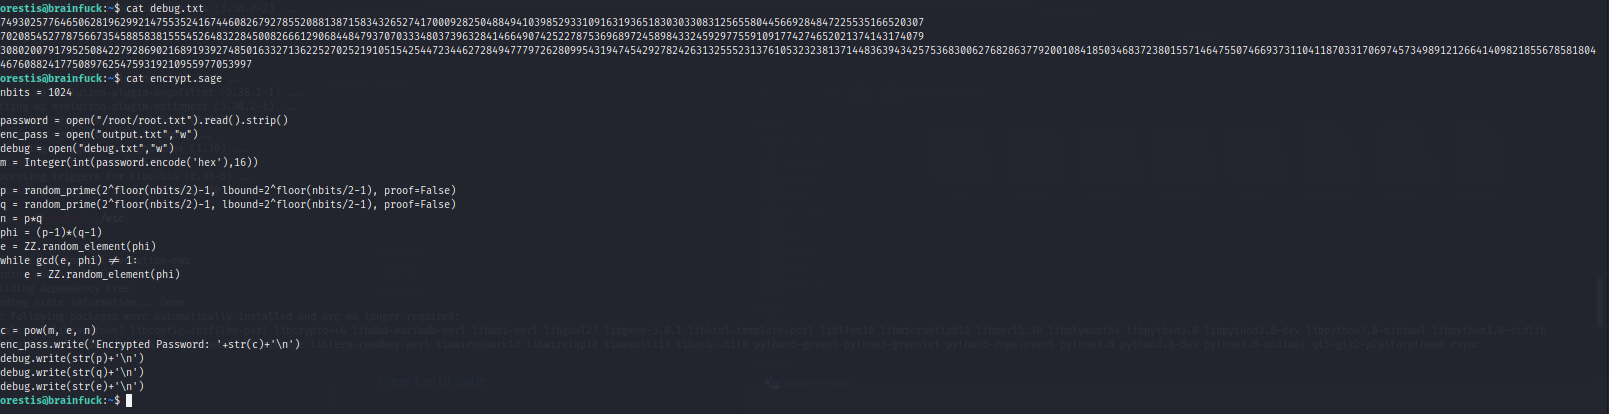 orestis@brainfuck:~$ cat debug.txt
7493025776465062819629921475535241674460826792785520881387158343265274170009282504884941039852933109163193651830303308312565580445669284847225535166520307
7020854527787566735458858381555452648322845008266612906844847937070333480373963284146649074252278753696897245898433245929775591091774274652021374143174079
30802007917952508422792869021689193927485016332713622527025219105154254472344627284947779726280995431947454292782426313255523137610532323813714483639434257536830062768286377920010841850346837238015571464755074669373110411870331706974573498912126641409821855678581804467608824177508976254759319210955977053997
orestis@brainfuck:~$ cat encrypt.sage
nbits = 1024
password = open("/root/root.txt").read().strip()
enc_pass = open("output.txt","w")
debug = open("debug.txt","w")
m = Integer(int(password.encode('hex'),16))
p = random_prime(2^floor(nbits/2)-1, lbound=2^floor(nbits/2-1), proof=False)
q = random_prime(2^floor(nbits/2)-1, lbound=2^floor(nbits/2-1), proof=False)
n = p*q
phi = (p-1)*(q-1)
e = ZZ.random_element(phi)
while gcd(e, phi) != 1:
    e = ZZ.random_element(phi)
c = pow(m, e, n)
enc_pass.write('Encrypted Password: '+str(c)+'\n')
debug.write(str(p)+'\n')
debug.write(str(q)+'\n')
debug.write(str(e)+'\n')
orestis@brainfuck:~$